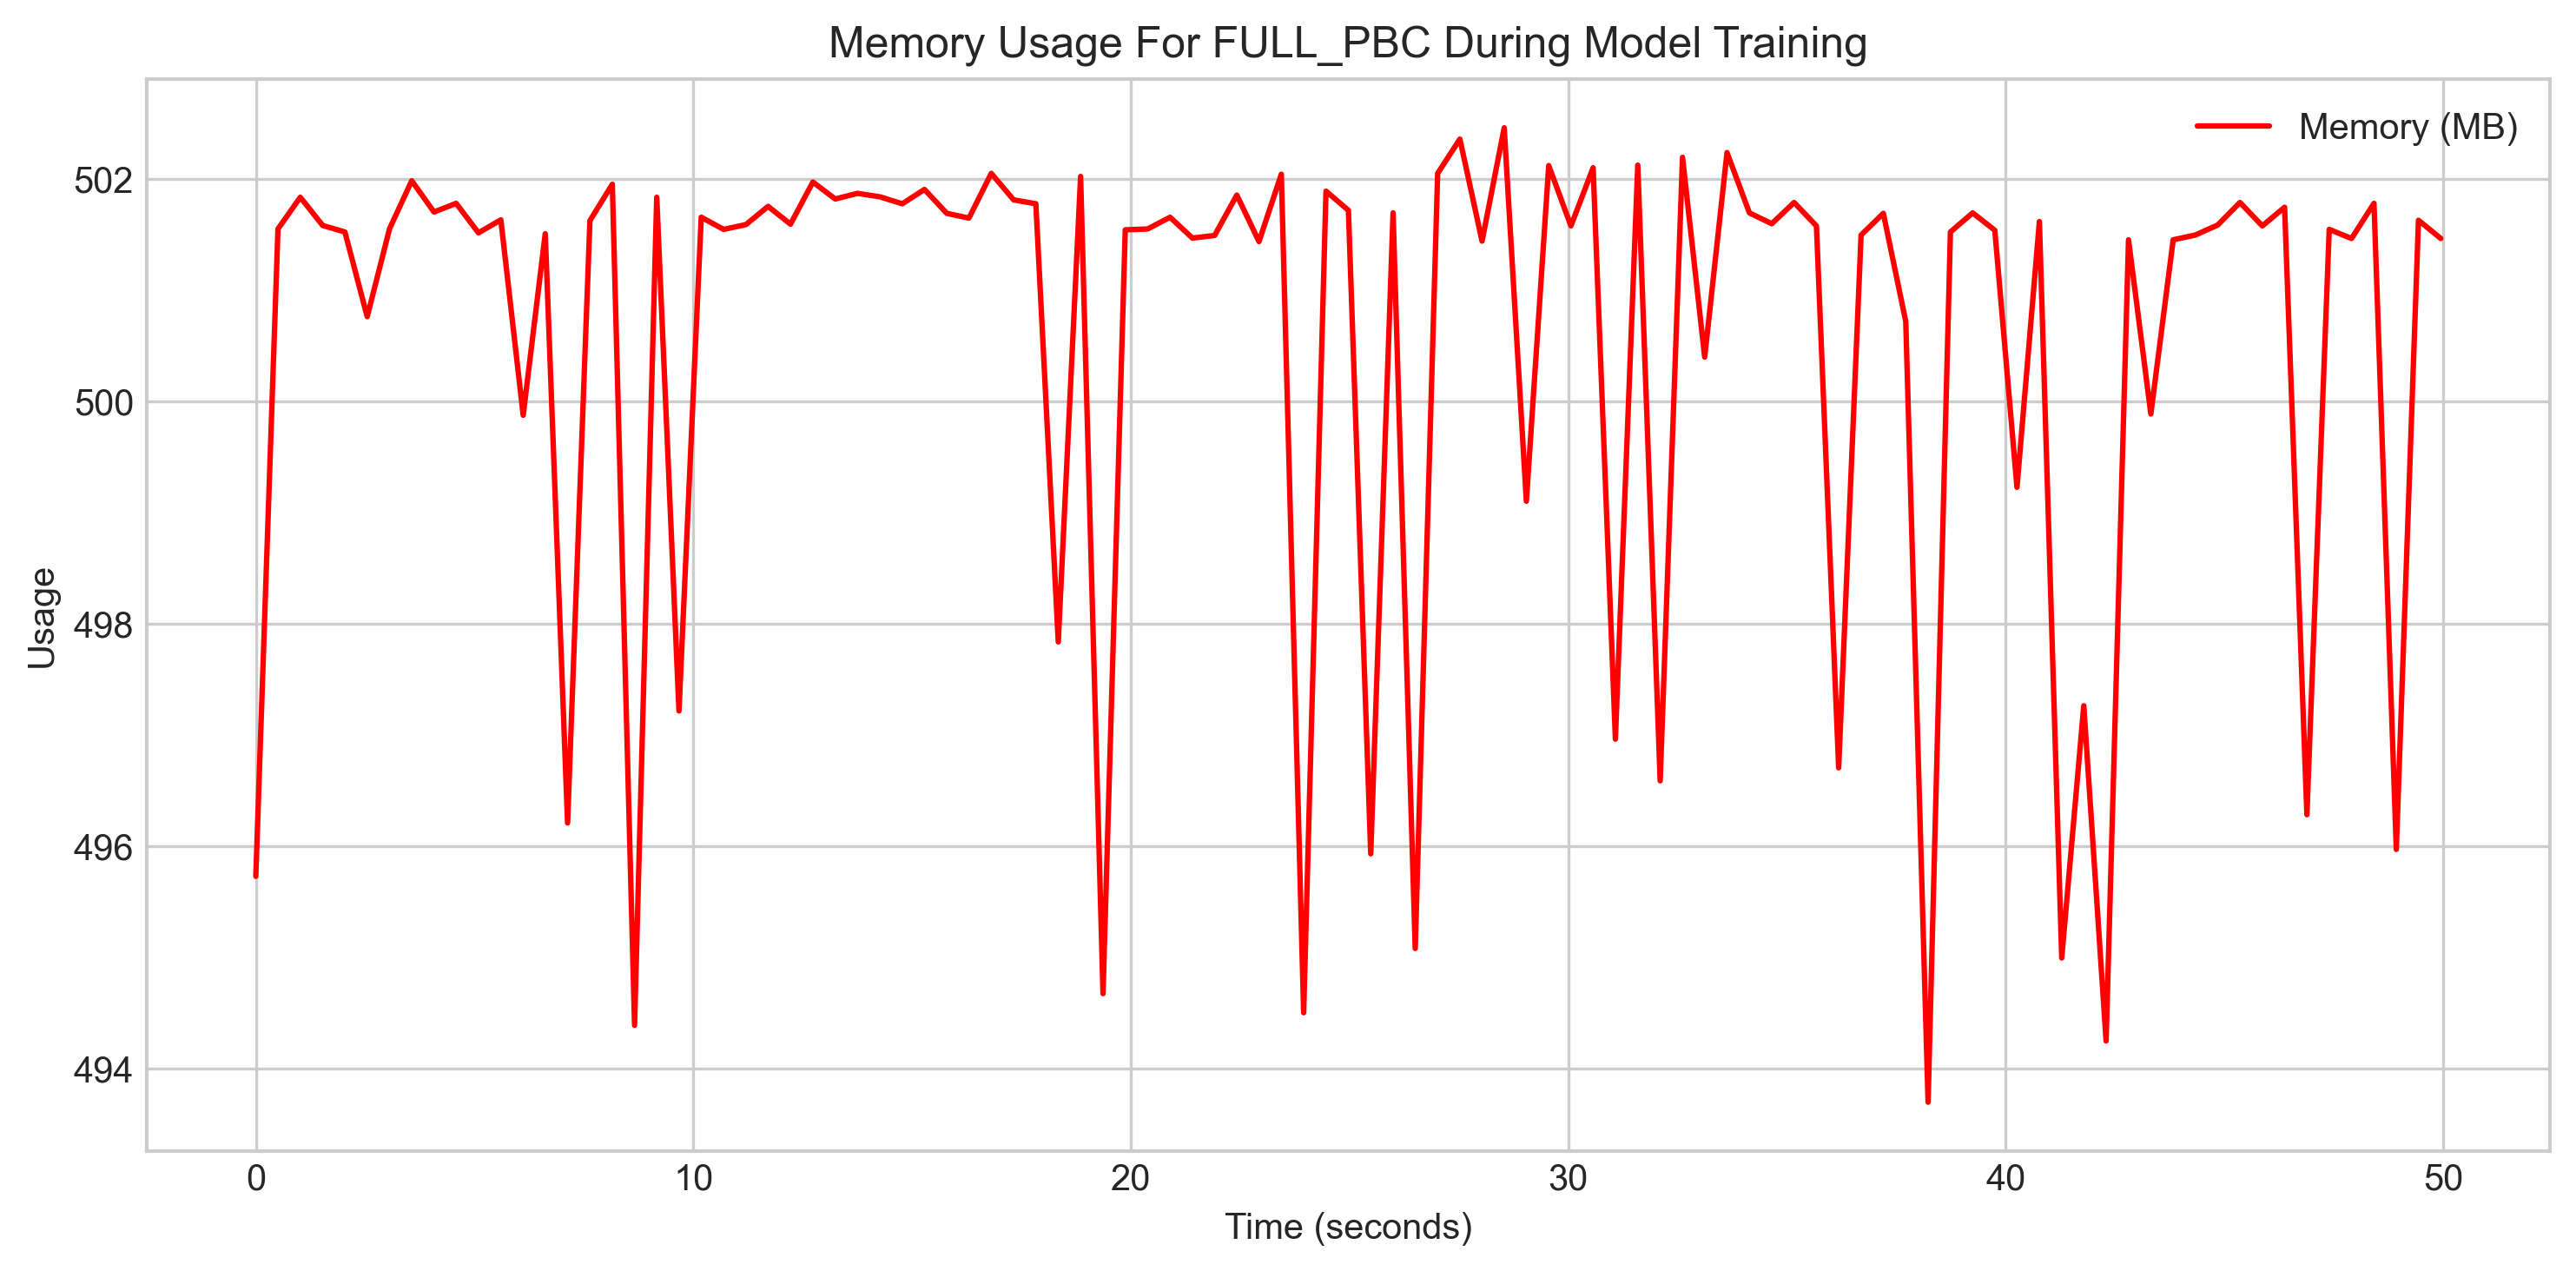 Memory Usage For FULL_PBC During Model Training
Memory (MB)
502
500
498
496
494
Usage
0 10 20 30 40 50
Time (seconds)